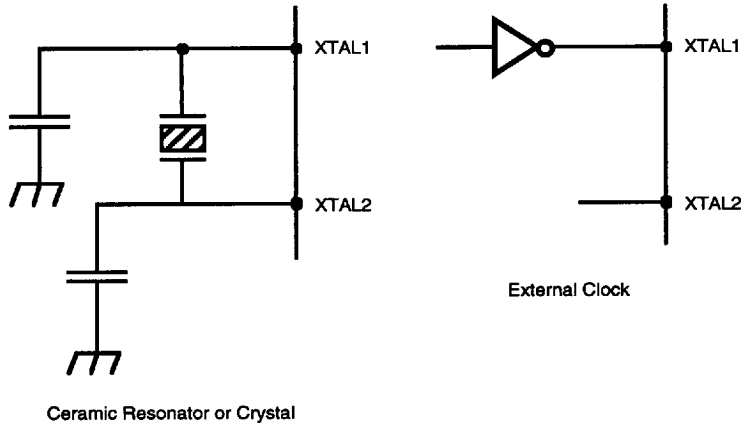 XTAL1
XTAL2
Ceramic Resonator or Crystal
XTAL1
XTAL2
External Clock